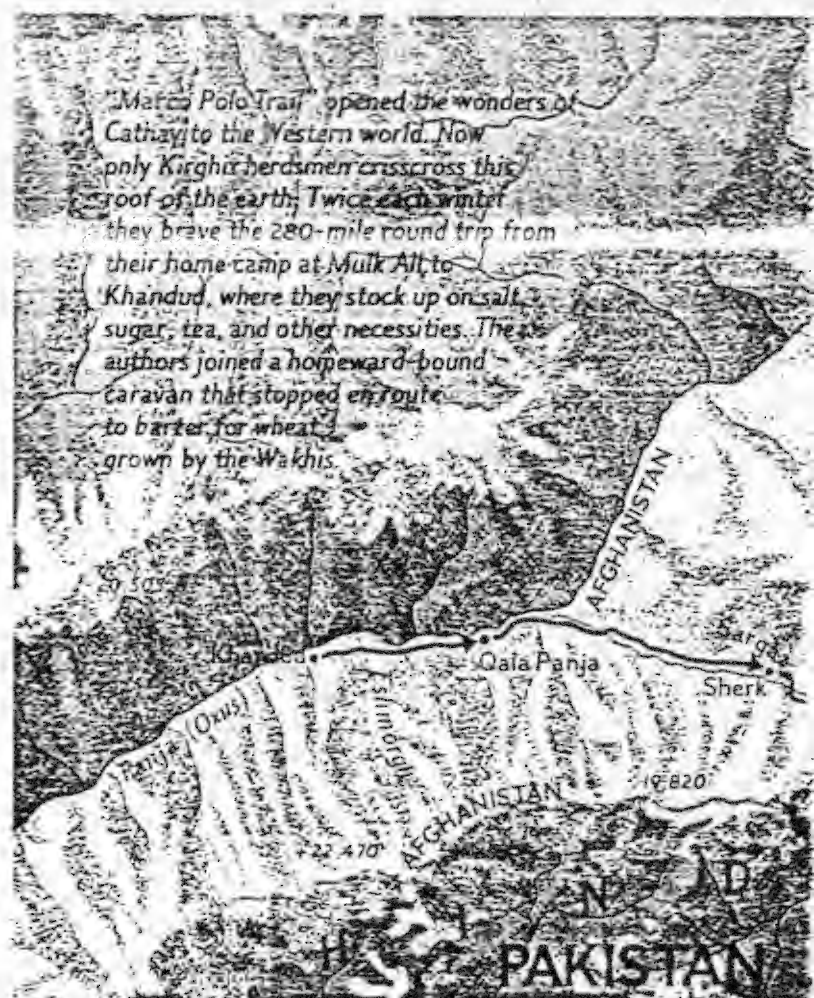 "Marco Polo Trail" opened the wonders of
Cathay to the Western world. Now
only Kirghiz herdsmen crisscross this
roof of the earth. Twice each winter
they brave the 280-mile round trip from
their home camp at Mulk Ali to
Khandud, where they stock up on salt,
sugar, tea, and other necessities. The
authors joined a homeward-bound
caravan that stopped en route
to barter for wheat
grown by the Wakhis.
AFGHANISTAN
Khandud
Qala Panja
Sarga
Sherk
Panja (Oxus)
Issimorgh
19,820
AFGHANISTAN
+22,470
H I N D
PAKISTAN